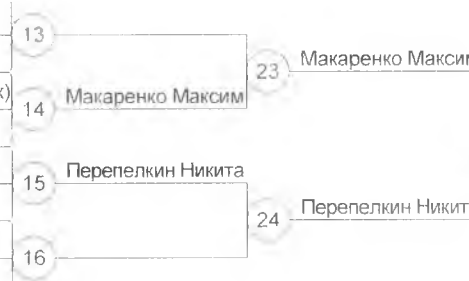 13
23 Макаренко Максим
14 Макаренко Максим
15 Перепелкин Никита
24 Перепелкин Никит
16